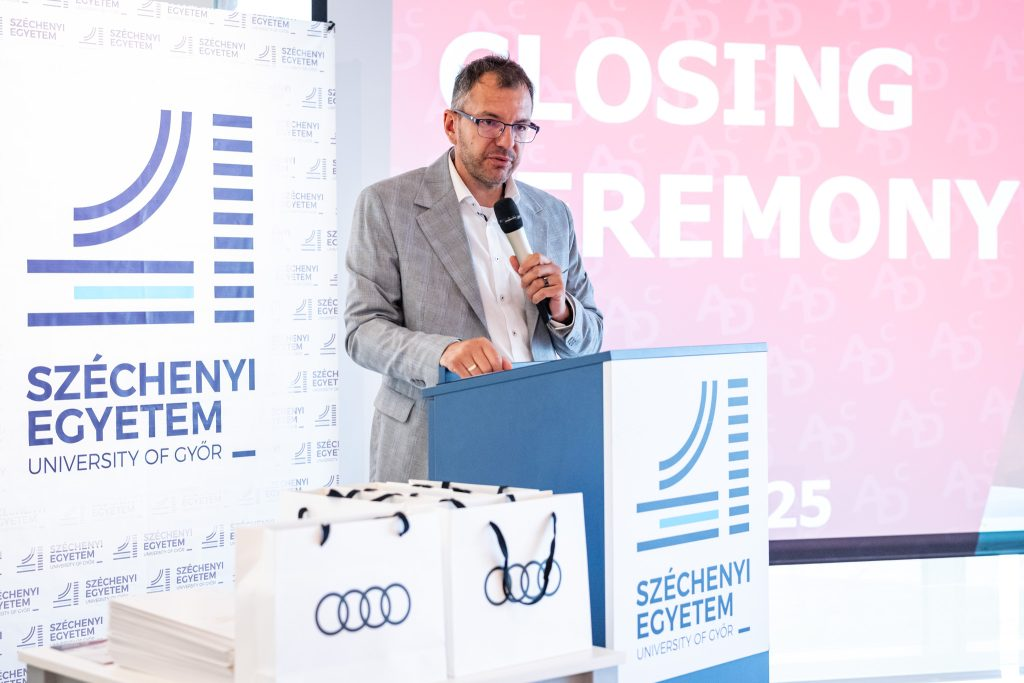 SZÉCHENYI
EGYETEM
UNIVERSITY OF GYŐR
CLOSING
CEREMONY
25
SZÉCHENYI
EGYETEM
UNIVERSITY OF GYŐR